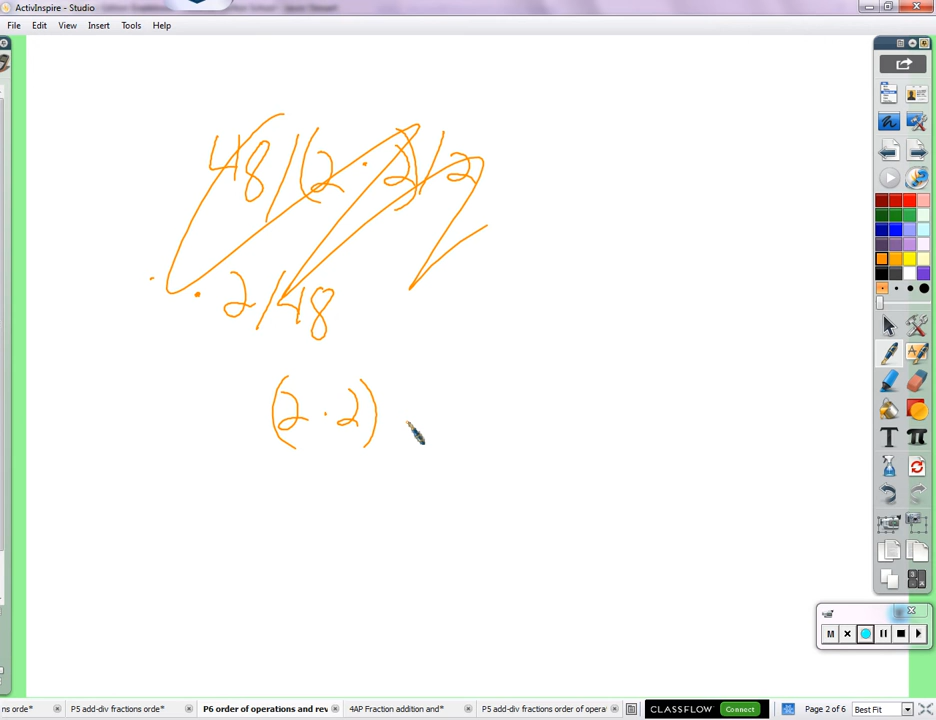 ActivInspire - Studio
File Edit View Insert Tools Help
48/(2 · 2)/2
2/48
(2 · 2)
M
ns orde* P5 add-div fractions orde* P6 order of operations and rev 4AP Fraction addition and* P5 add-div fractions order of opera CLASSFLOW Connect Page 2 of 6 Best Fit